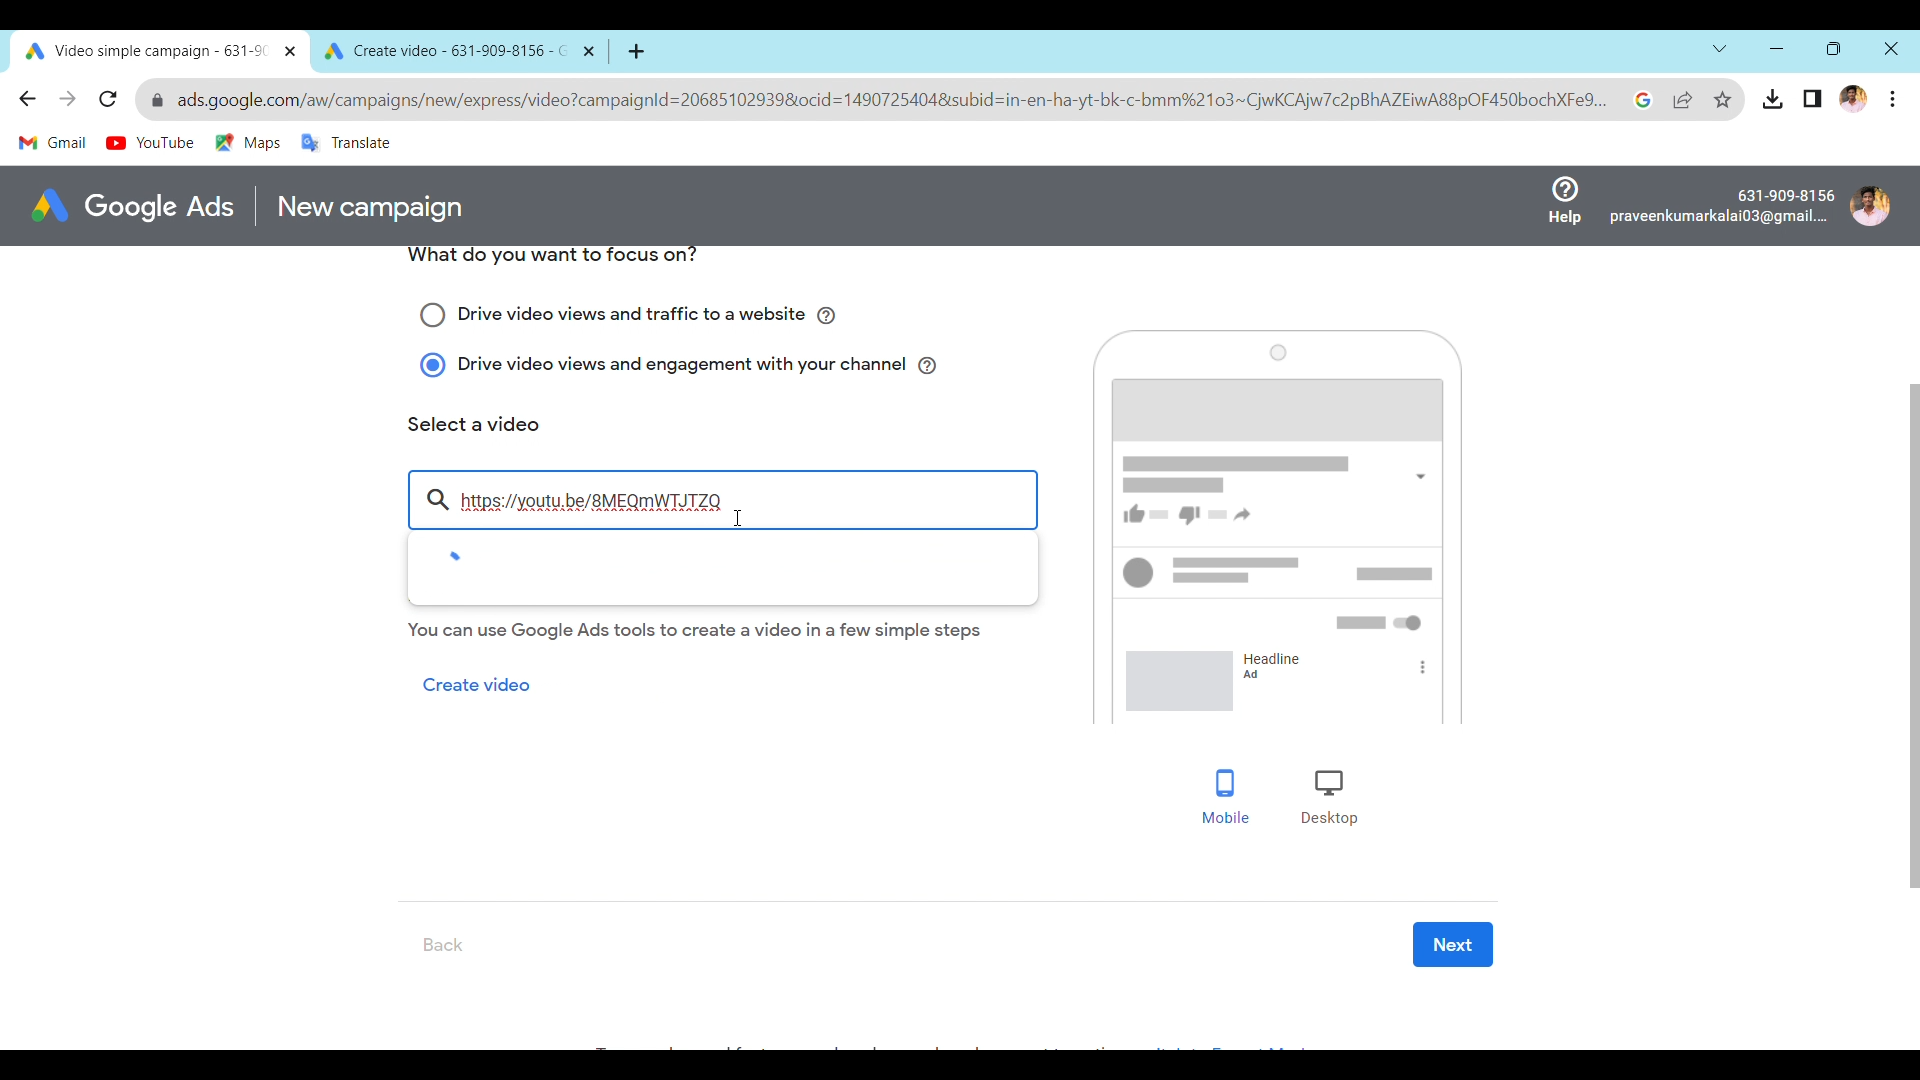 Video simple campaign - 631-90
Create video - 631-909-8156 - G
ads.google.com/aw/campaigns/new/express/video?campaignId=20685102939&ocid=1490725404&subid=in-en-ha-yt-bk-c-bmm%21o3~CjwKCAjw7c2pBhAZEiwA88pOF450bochXFe9...
Gmail
YouTube
Maps
Translate
Google Ads
New campaign
Help
631-909-8156
praveenkumarkalai03@gmail....
What do you want to focus on?
Drive video views and traffic to a website
Drive video views and engagement with your channel
Select a video
https://youtu.be/8MEQmWTJTZQ
You can use Google Ads tools to create a video in a few simple steps
Create video
Headline
Ad
Mobile
Desktop
Back
Next